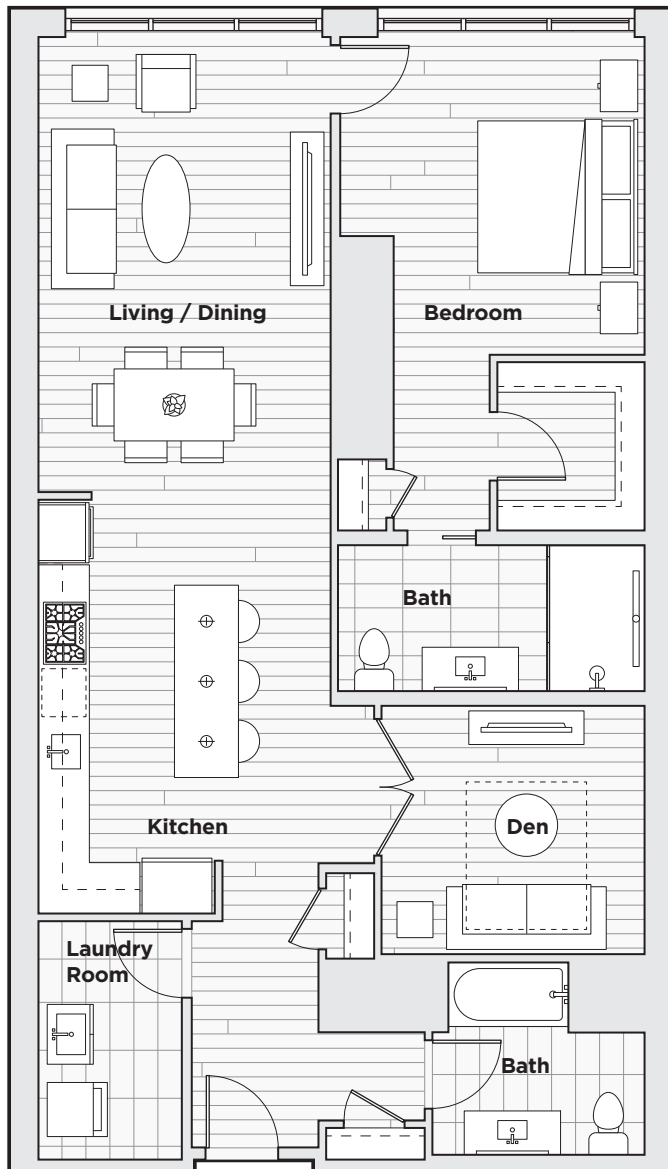 Living / Dining
Bedroom
Bath
Kitchen
Den
Laundry
Room
Bath